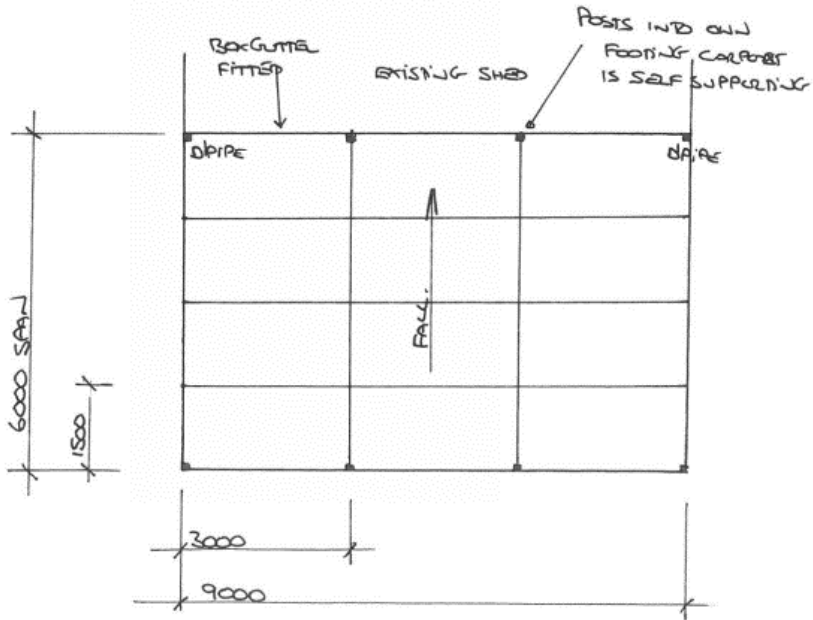 BOXGUTTER
FITTED
EXISTING SHED
POSTS INTO OWN
FOOTING CARPORT
IS SELF SUPPORTING
D/PIPE
D/PIPE
FALL.
6000 SPAN
1500
3000
9000